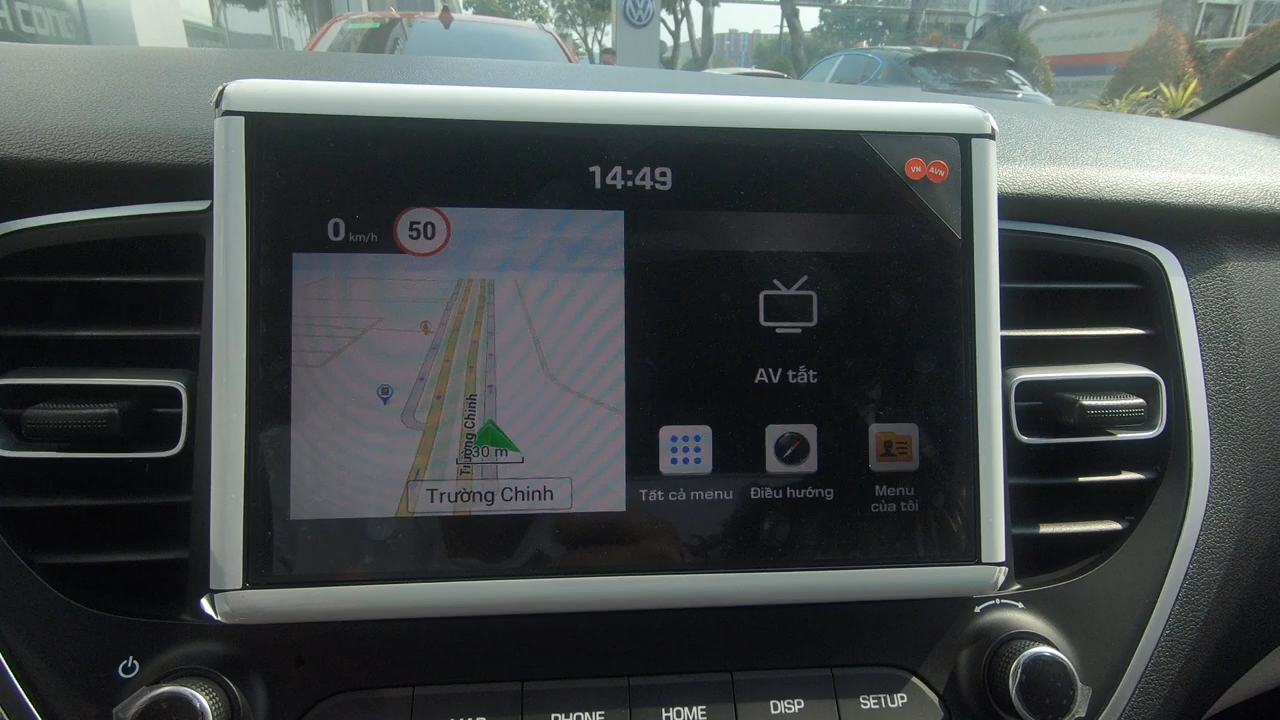 14:49
VN AVN
0 km/h 50
AV tắt
Trường Chinh
30 m
Trường Chinh
Tất cả menu
Điều hướng
Menu
của tôi
MAP PHONE HOME DISP SETUP